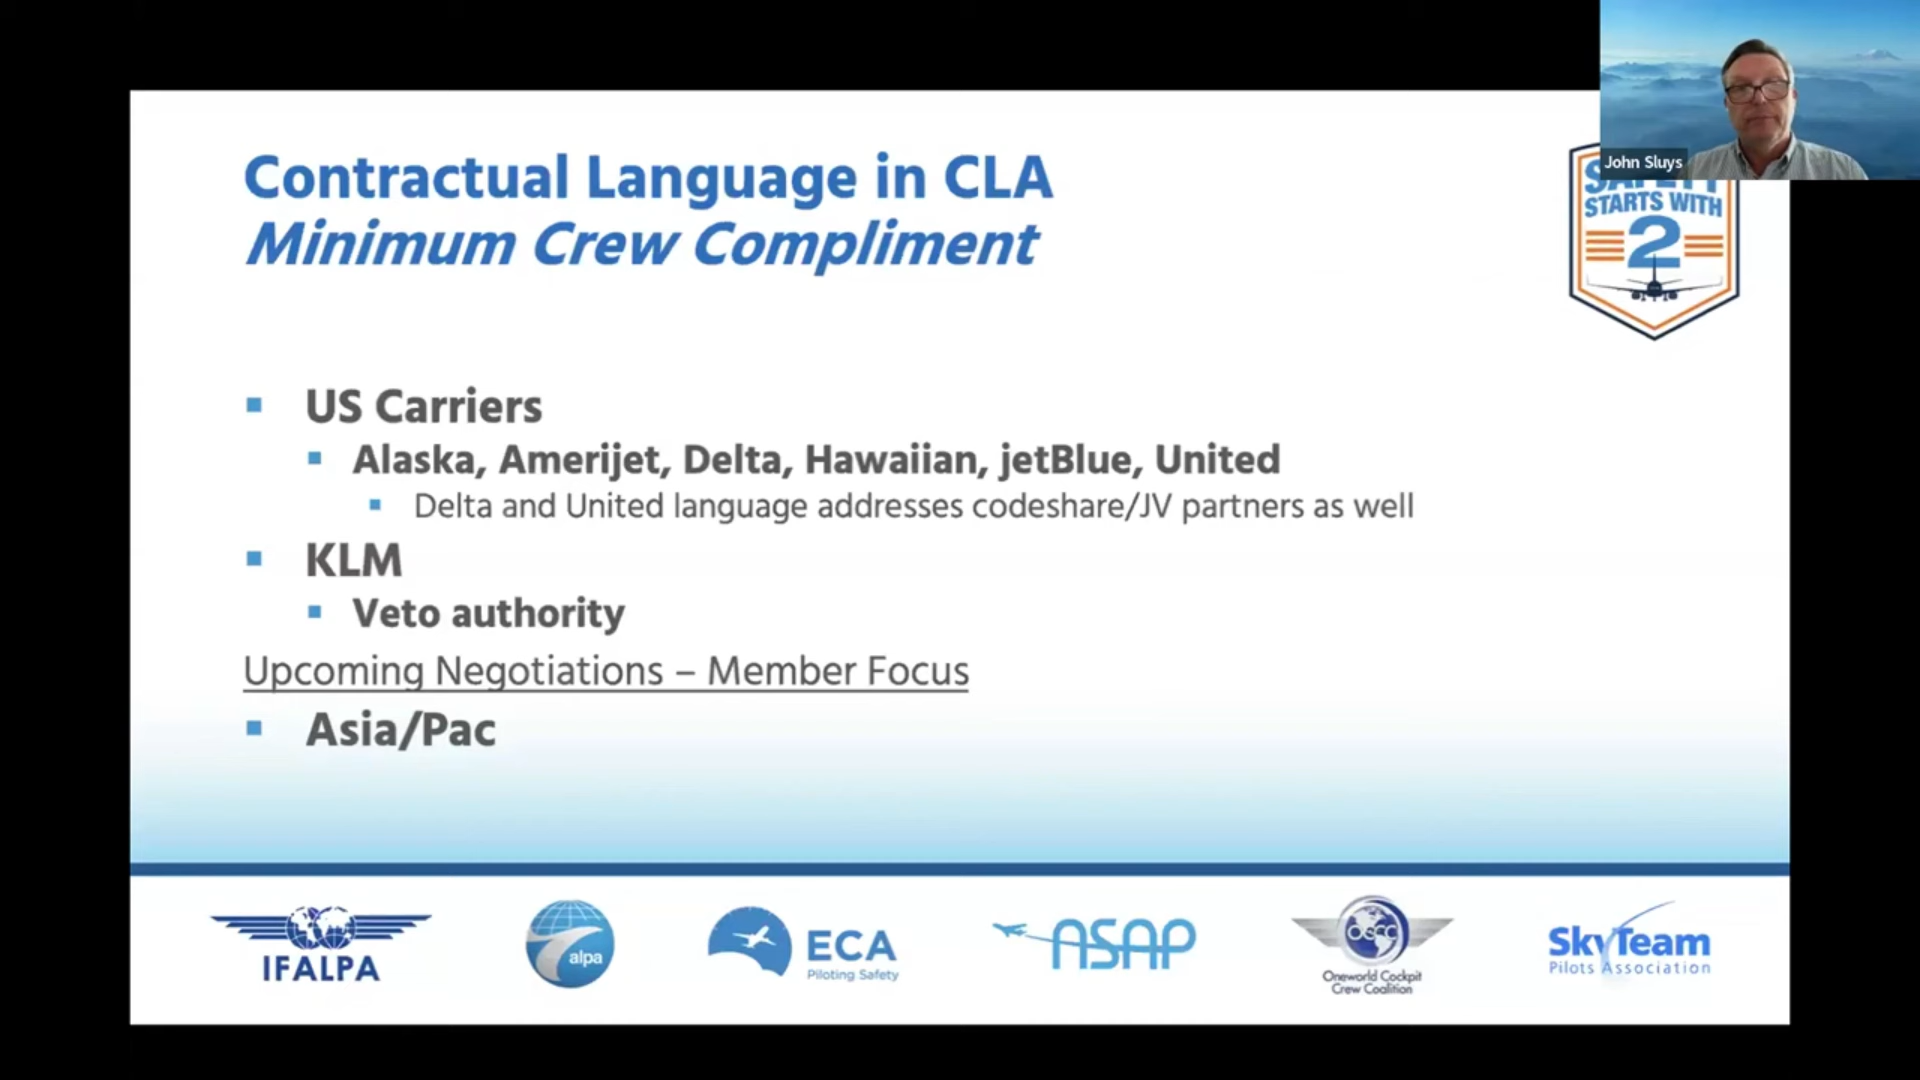 John Sluys
SAFETY
STARTS WITH
2
Contractual Language in CLA
Minimum Crew Compliment
US Carriers
Alaska, Amerijet, Delta, Hawaiian, jetBlue, United
Delta and United language addresses codeshare/JV partners as well
KLM
Veto authority
Upcoming Negotiations – Member Focus
Asia/Pac
IFALPA
alpa
ECA
Piloting Safety
ASAP
OCCC
Oneworld Cockpit
Crew Coalition
SkyTeam
Pilots Association